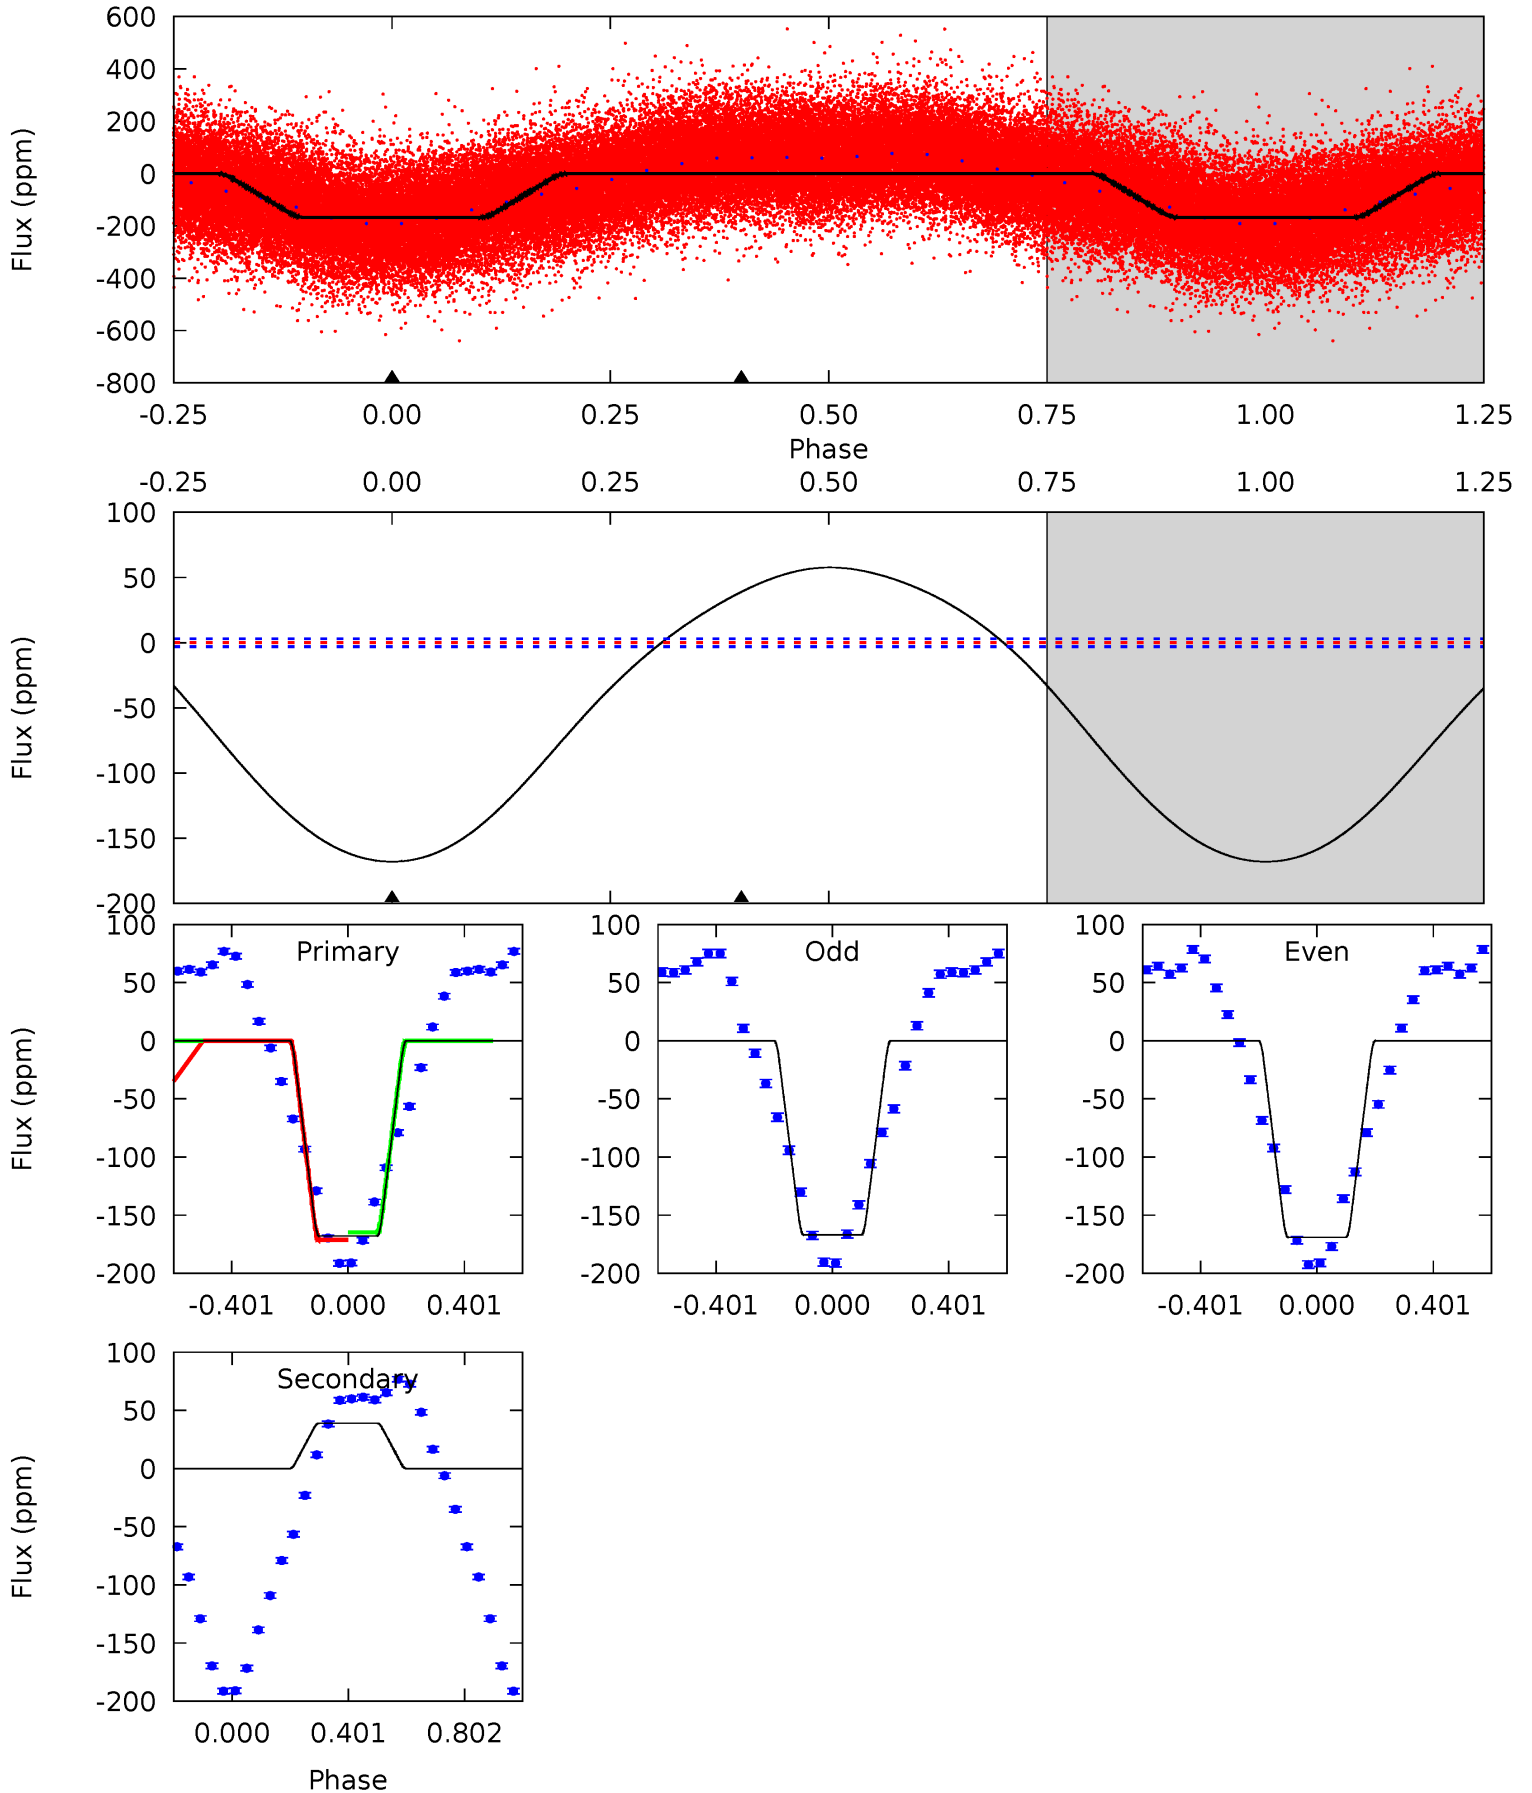 600
400
200
0
-200
-400
-600
-800
Flux (ppm)
-0.25 0.00 0.25 0.50 0.75 1.00 1.25
Phase
-0.25 0.00 0.25 0.50 0.75 1.00 1.25
100
50
0
-50
-100
-150
-200
Flux (ppm)
Primary Odd Even
100 100 100
50 50 50
0 0 0
-50 -50 -50
-100 -100 -100
-150 -150 -150
-200 -200 -200
Flux (ppm)
-0.401 0.000 0.401 -0.401 0.000 0.401 -0.401 0.000 0.401
Secondary
100
50
0
-50
-100
-150
-200
Flux (ppm)
0.000 0.401 0.802
Phase